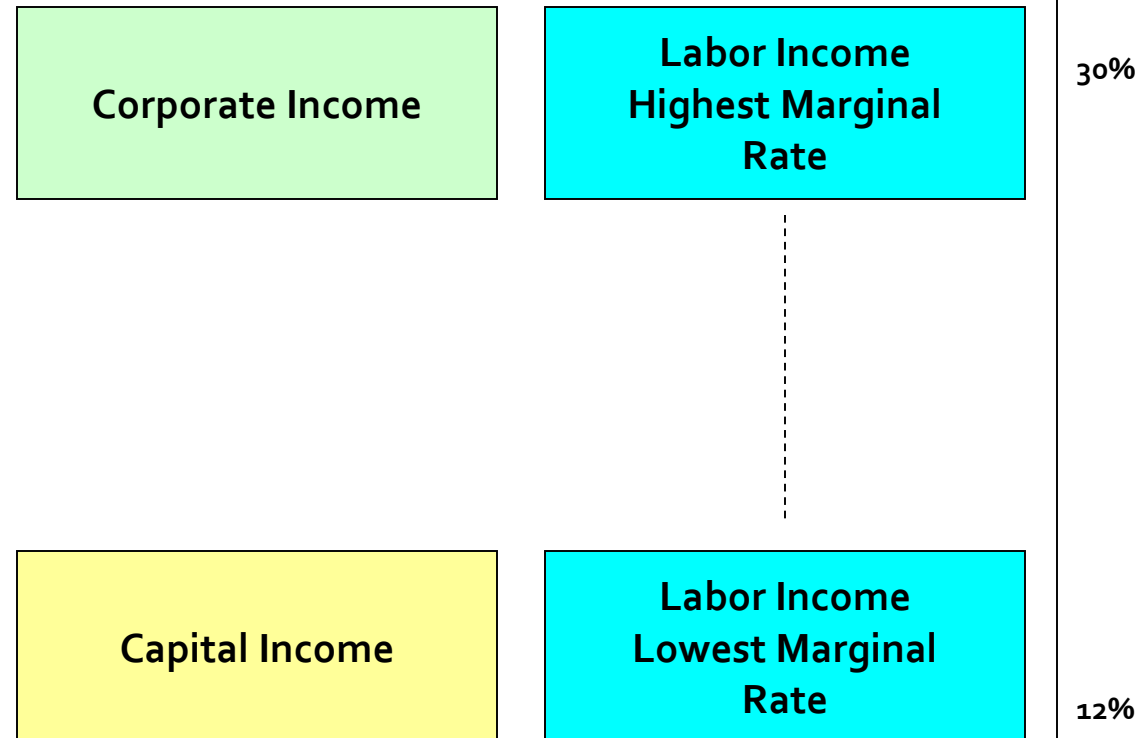 Corporate Income
Labor Income
Highest Marginal
Rate
30%
Capital Income
Labor Income
Lowest Marginal
Rate
12%